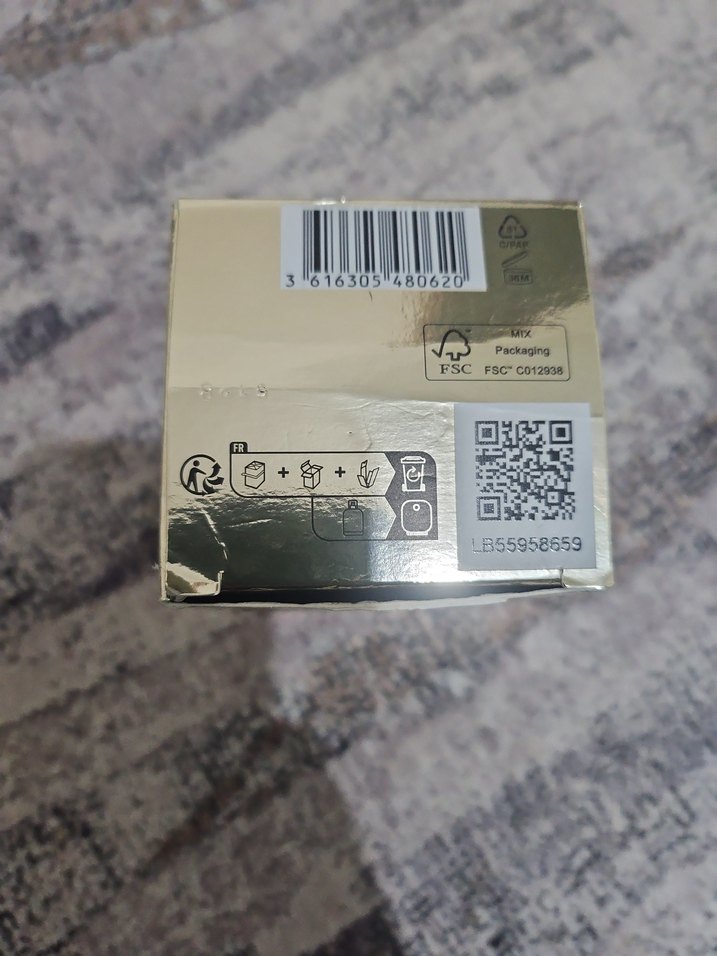 3 616305 480620
81
C/PAP
36M
MIX
Packaging
FSC
FSC™ C012938
FR
LB55958659